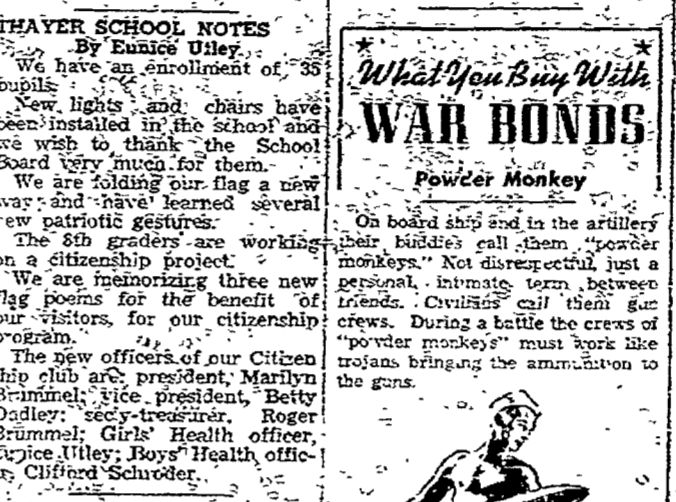 THAYER SCHOOL NOTES
By Eunice Utley
We have an enrollment of 35
pupils.
New lights and chairs have
been installed in the school and
we wish to thank the School
Board very much for them.
We are folding our flag a new
way and have learned several
new patriotic gestures.
The 8th graders are working
on a citizenship project.
We are memorizing three new
flag poems for the benefit of
our visitors, for our citizenship
program.
The new officers of our Citizen
ship club are: president, Marilyn
Brummel; vice president, Betty
Dadley; sec'y-treasurer, Roger
Brummel; Girls' Health officer,
Eunice Utley; Boys' Health offic-
er, Clifford Schroder.
What You Buy With
WAR BONDS
Powder Monkey
On board ship and in the artillery
their buddies call them "powder
monkeys." Not disrespectful, just a
personal, intimate term between
friends. Civilians call them gun
crews. During a battle the crews of
"powder monkeys" must work like
trojans bringing the ammunition to
the guns.